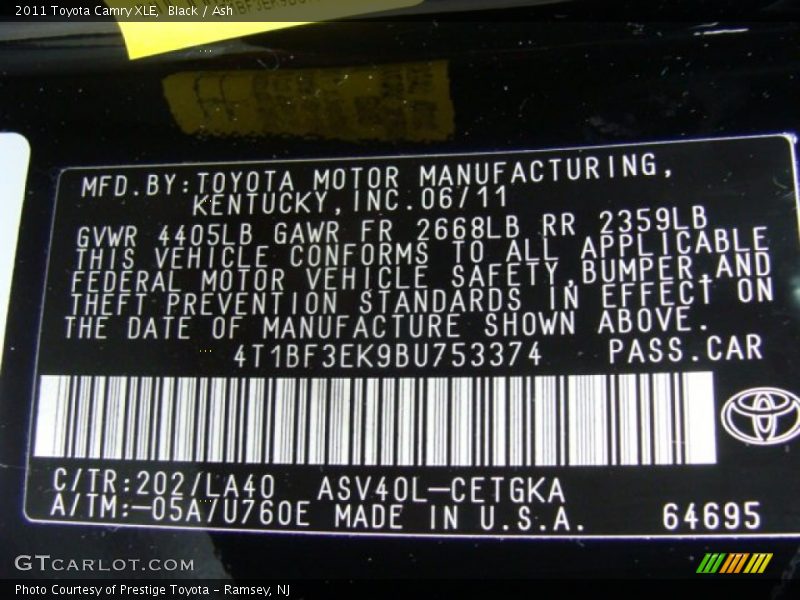 2011 Toyota Camry XLE, Black / Ash
MFD.BY:TOYOTA MOTOR MANUFACTURING,
KENTUCKY,INC.06/11
GVWR 4405LB GAWR FR 2668LB RR 2359LB
THIS VEHICLE CONFORMS TO ALL APPLICABLE
FEDERAL MOTOR VEHICLE SAFETY,BUMPER,AND
THEFT PREVENTION STANDARDS IN EFFECT ON
THE DATE OF MANUFACTURE SHOWN ABOVE.
4T1BF3EK9BU753374 PASS.CAR
C/TR:202/LA40 ASV40L-CETGKA
A/TM:-05A/U760E MADE IN U.S.A. 64695
GTCARLOT.COM
Photo Courtesy of Prestige Toyota - Ramsey, NJ